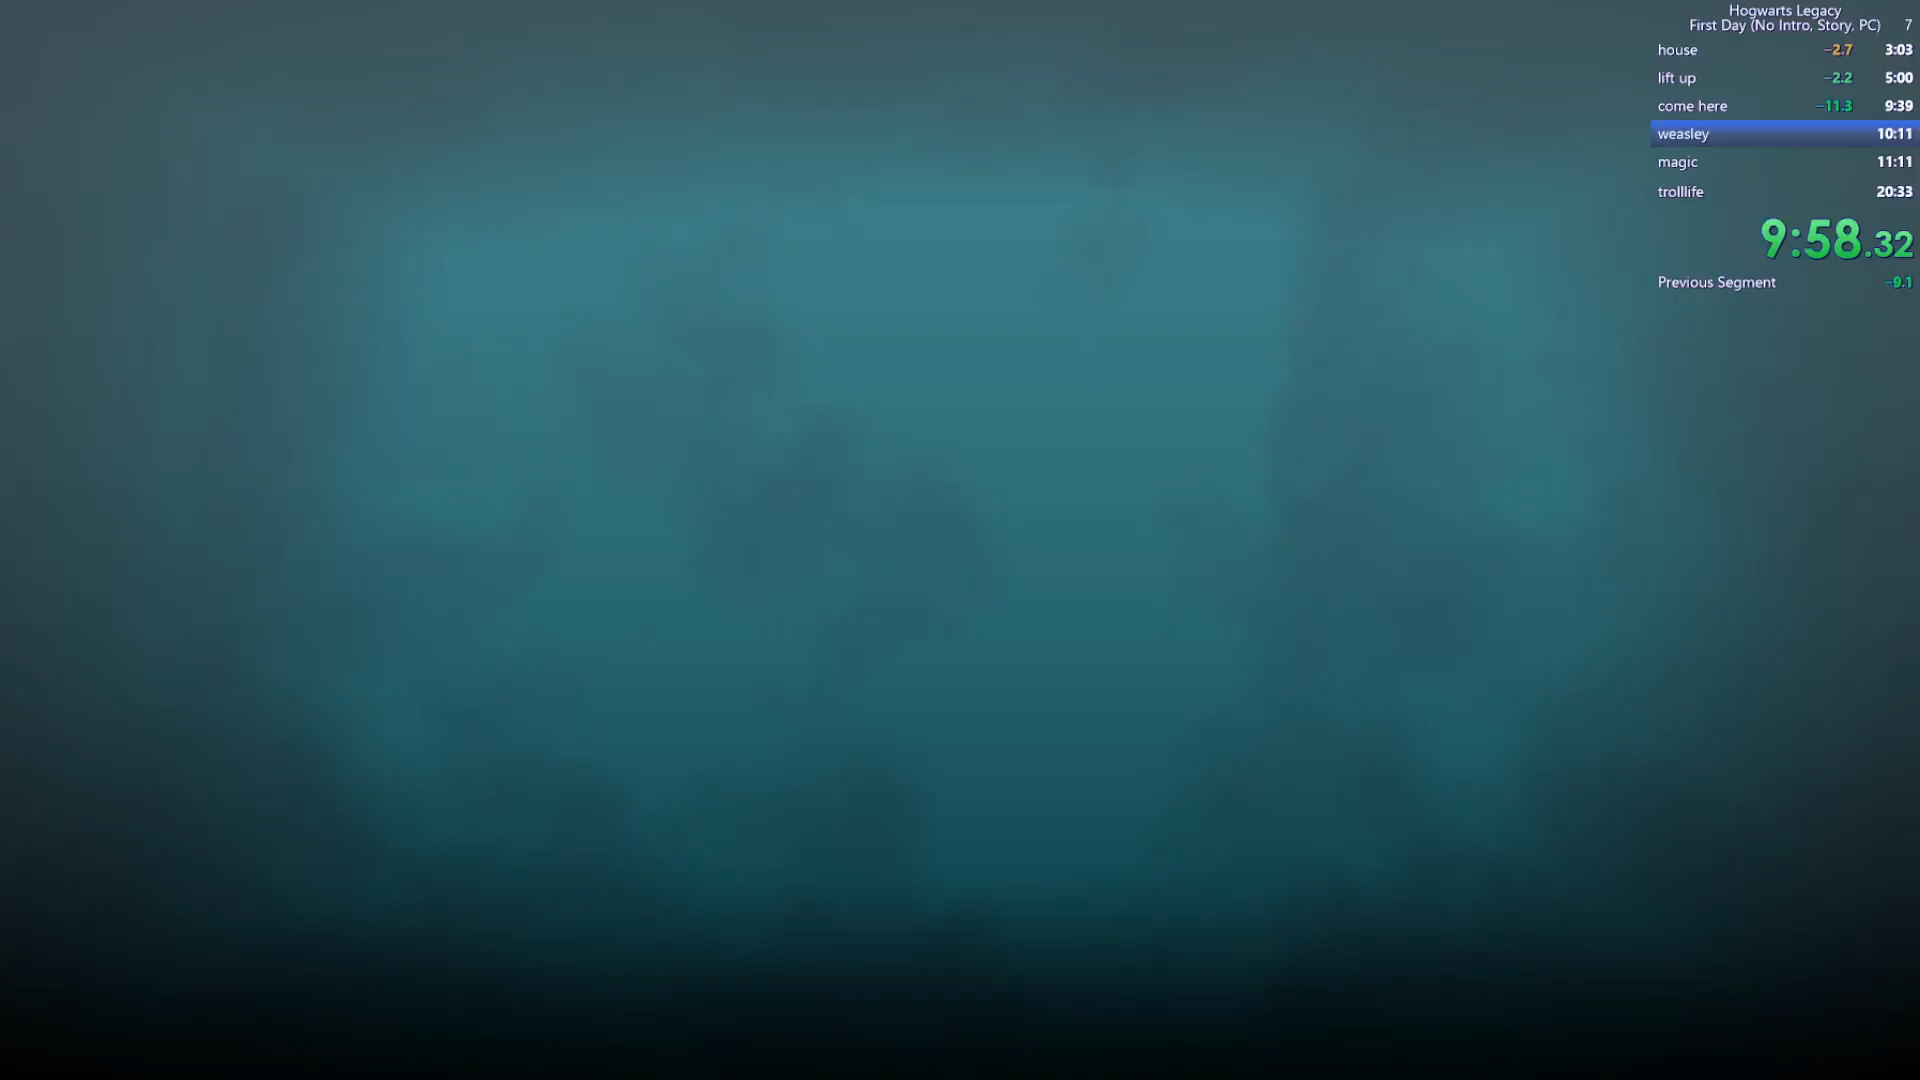 Hogwarts Legacy
First Day (No Intro, Story, PC) 7
house −2.7 3:03
lift up −2.2 5:00
come here −11.3 9:39
weasley 10:11
magic 11:11
trolllife 20:33
9:58.32
Previous Segment −9.1